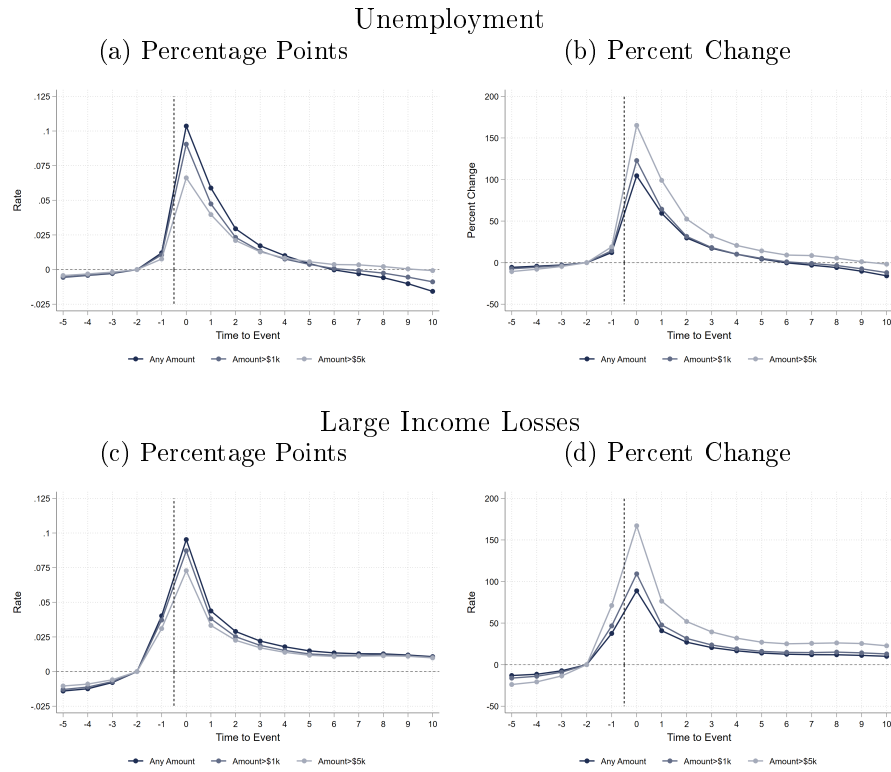 Unemployment
(a) Percentage Points
(b) Percent Change
.125
.1
.075
.05
.025
0
-.025
Rate
-5 -4 -3 -2 -1 0 1 2 3 4 5 6 7 8 9 10
Time to Event
Any Amount Amount>$1k Amount>$5k
200
150
100
50
0
-50
Percent Change
-5 -4 -3 -2 -1 0 1 2 3 4 5 6 7 8 9 10
Time to Event
Any Amount Amount>$1k Amount>$5k
Large Income Losses
(c) Percentage Points
(d) Percent Change
.125
.1
.075
.05
.025
0
-.025
Rate
-5 -4 -3 -2 -1 0 1 2 3 4 5 6 7 8 9 10
Time to Event
Any Amount Amount>$1k Amount>$5k
200
150
100
50
0
-50
Rate
-5 -4 -3 -2 -1 0 1 2 3 4 5 6 7 8 9 10
Time to Event
Any Amount Amount>$1k Amount>$5k